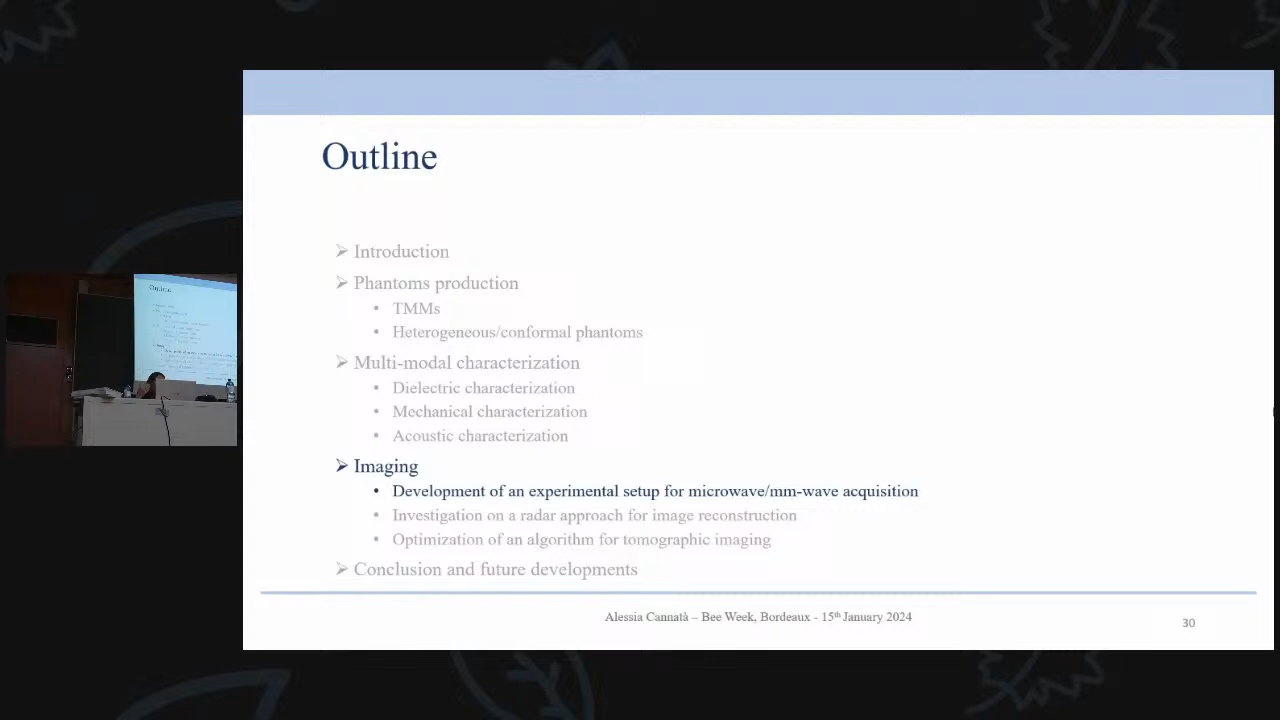 Outline
➢ Introduction
➢ Phantoms production
• TMMs
• Heterogeneous/conformal phantoms
➢ Multi-modal characterization
• Dielectric characterization
• Mechanical characterization
• Acoustic characterization
➢ Imaging
• Development of an experimental setup for microwave/mm-wave acquisition
• Investigation on a radar approach for image reconstruction
• Optimization of an algorithm for tomographic imaging
➢ Conclusion and future developments
Alessia Cannatà – Bee Week, Bordeaux - 15th January 2024
30
Outline